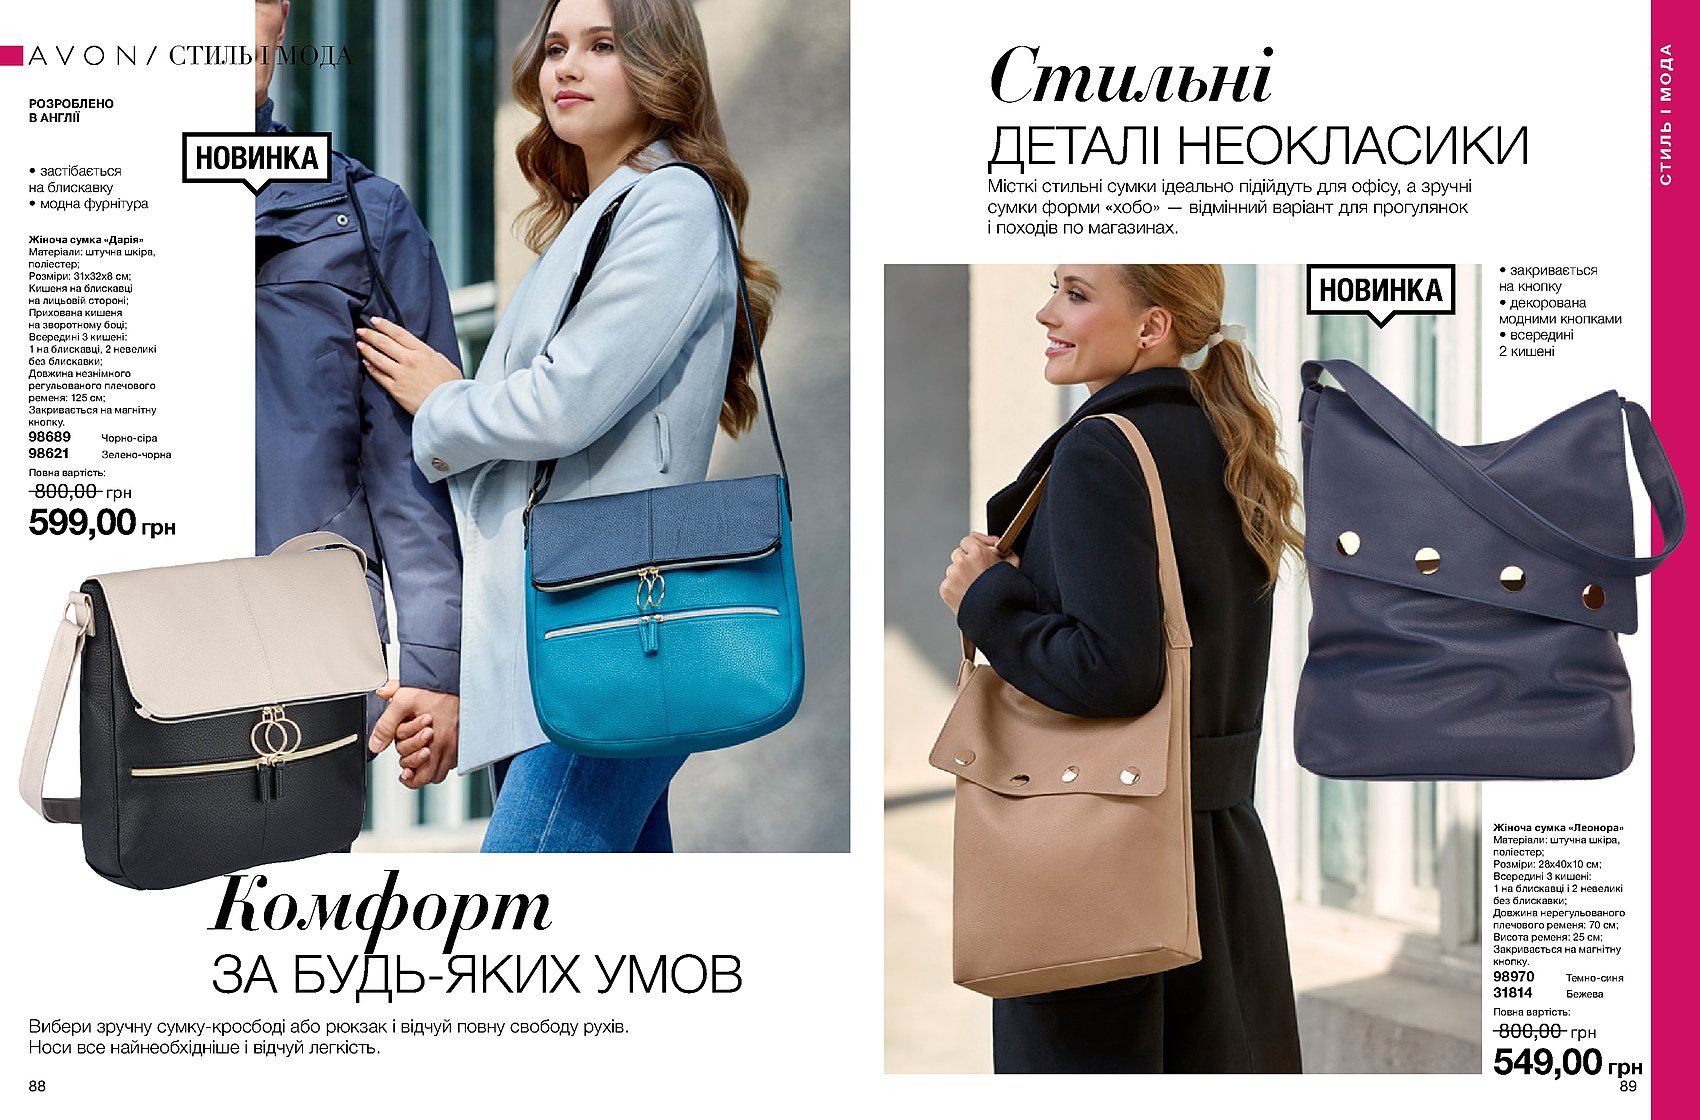 AVON / СТИЛЬ І МОДА
РОЗРОБЛЕНО
В АНГЛІЇ
НОВИНКА
• застібається
на блискавку
• модна фурнітура
Жіноча сумка «Дарія»
Матеріали: штучна шкіра,
поліестер;
Розміри: 31х32х8 см;
Кишеня на блискавці
на лицьовій стороні;
Прихована кишеня
на зворотному боці;
Всередині 3 кишені:
1 на блискавці, 2 невеликі
без блискавки;
Довжина незнімного
регульованого плечового
ременя: 125 см;
Закривається на магнітну
кнопку.
98689 Чорно-сіра
98621 Зелено-чорна
Повна вартість:
800,00 грн
599,00 грн
Комфорт
ЗА БУДЬ-ЯКИХ УМОВ
Вибери зручну сумку-кросбоді або рюкзак і відчуй повну свободу рухів.
Носи все найнеобхідніше і відчуй легкість.
88
Стильні
ДЕТАЛІ НЕОКЛАСИКИ
Місткі стильні сумки ідеально підійдуть для офісу, а зручні
сумки форми «хобо» — відмінний варіант для прогулянок
і походів по магазинах.
НОВИНКА
• закривається
на кнопку
• декорована
модними кнопками
• всередині
2 кишені
Жіноча сумка «Леонора»
Матеріали: штучна шкіра,
поліестер;
Розміри: 28х40х10 см;
Всередині 3 кишені:
1 на блискавці і 2 невеликі
без блискавки;
Довжина нерегульованого
плечового ременя: 70 см;
Висота ременя: 25 см;
Закривається на магнітну
кнопку.
98970 Темно-синя
31814 Бежева
Повна вартість:
800,00 грн
549,00 грн
89
СТИЛЬ І МОДА